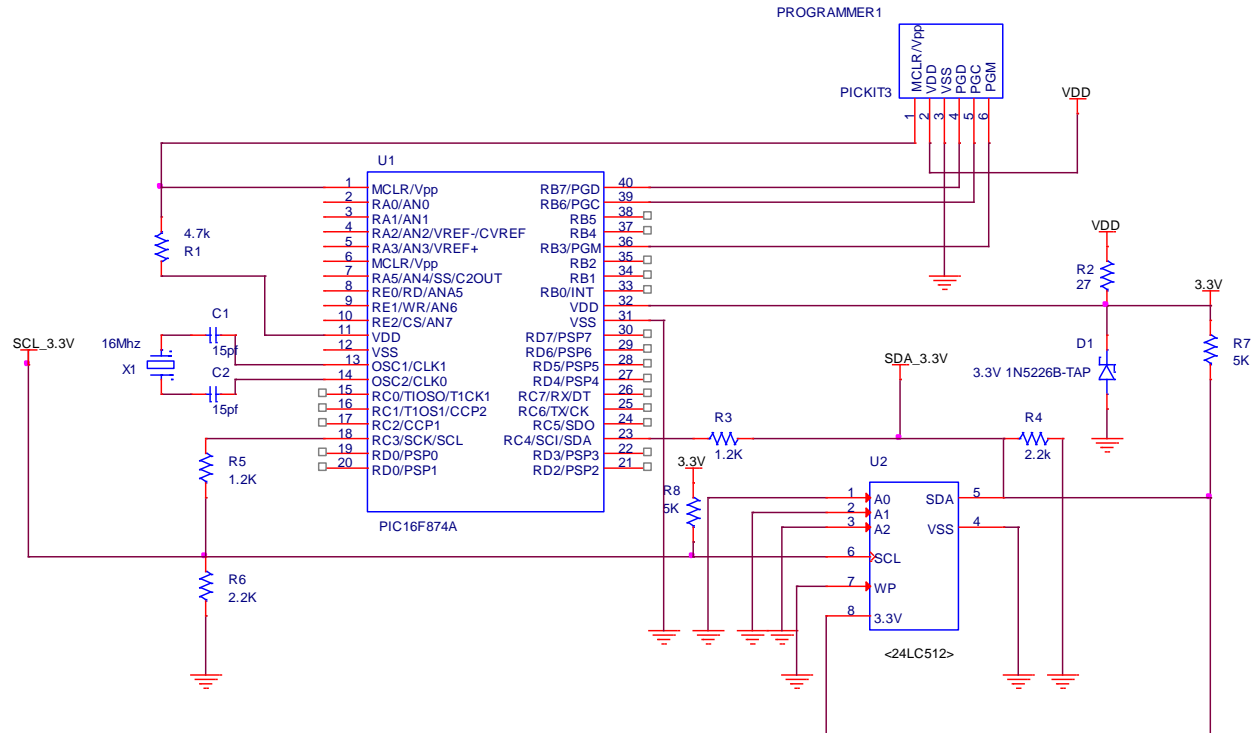 PROGRAMMER1
MCLR/Vpp
VDD
VSS
PGD
PGC
PGM
PICKIT3
1
2
3
4
5
6
VDD
U1
1 MCLR/Vpp RB7/PGD 40
2 RA0/AN0 RB6/PGC 39
3 RA1/AN1 RB5 38
4 RA2/AN2/VREF-/CVREF RB4 37
5 RA3/AN3/VREF+ RB3/PGM 36
6 MCLR/Vpp RB2 35
7 RA5/AN4/SS/C2OUT RB1 34
8 RE0/RD/ANA5 RB0/INT 33
9 RE1/WR/AN6 VDD 32
10 RE2/CS/AN7 VSS 31
11 VDD RD7/PSP7 30
12 VSS RD6/PSP6 29
13 OSC1/CLK1 RD5/PSP5 28
14 OSC2/CLK0 RD4/PSP4 27
15 RC0/TIOSO/T1CK1 RC7/RX/DT 26
16 RC1/T1OS1/CCP2 RC6/TX/CK 25
17 RC2/CCP1 RC5/SDO 24
18 RC3/SCK/SCL RC4/SCI/SDA 23
19 RD0/PSP0 RD3/PSP3 22
20 RD0/PSP1 RD2/PSP2 21
PIC16F874A
4.7k
R1
C1
15pf
16Mhz
X1
C2
15pf
SCL_3.3V
R5
1.2K
R6
2.2K
VDD
R2
27
3.3V
D1
3.3V 1N5226B-TAP
R7
5K
SDA_3.3V
R3
1.2K
R4
2.2k
3.3V
R8
5K
U2
1 A0 SDA 5
2 A1
3 A2 VSS 4
6 SCL
7 WP
8 3.3V
<24LC512>